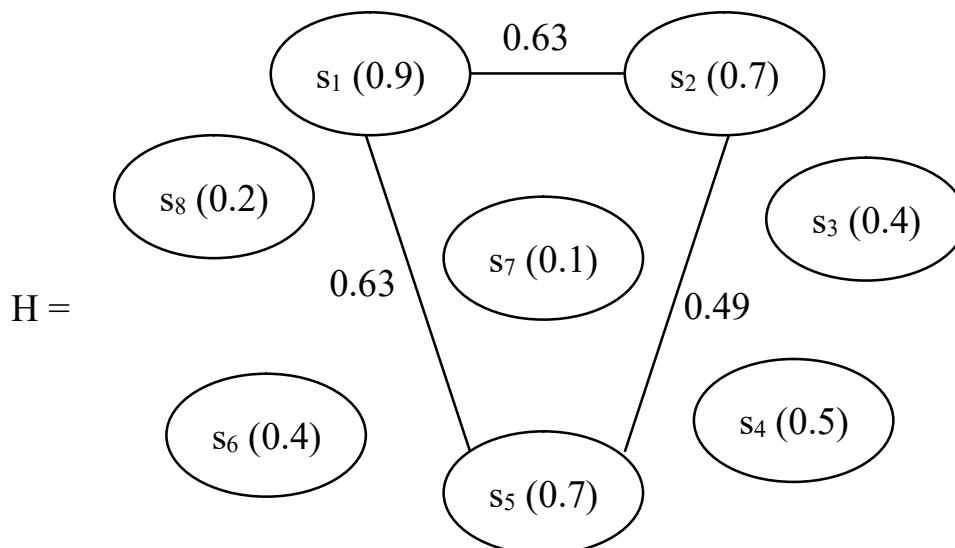 0.63
s₁ (0.9)
s₂ (0.7)
s₈ (0.2)
s₃ (0.4)
s₇ (0.1)
0.63
0.49
H =
s₆ (0.4)
s₄ (0.5)
s₅ (0.7)